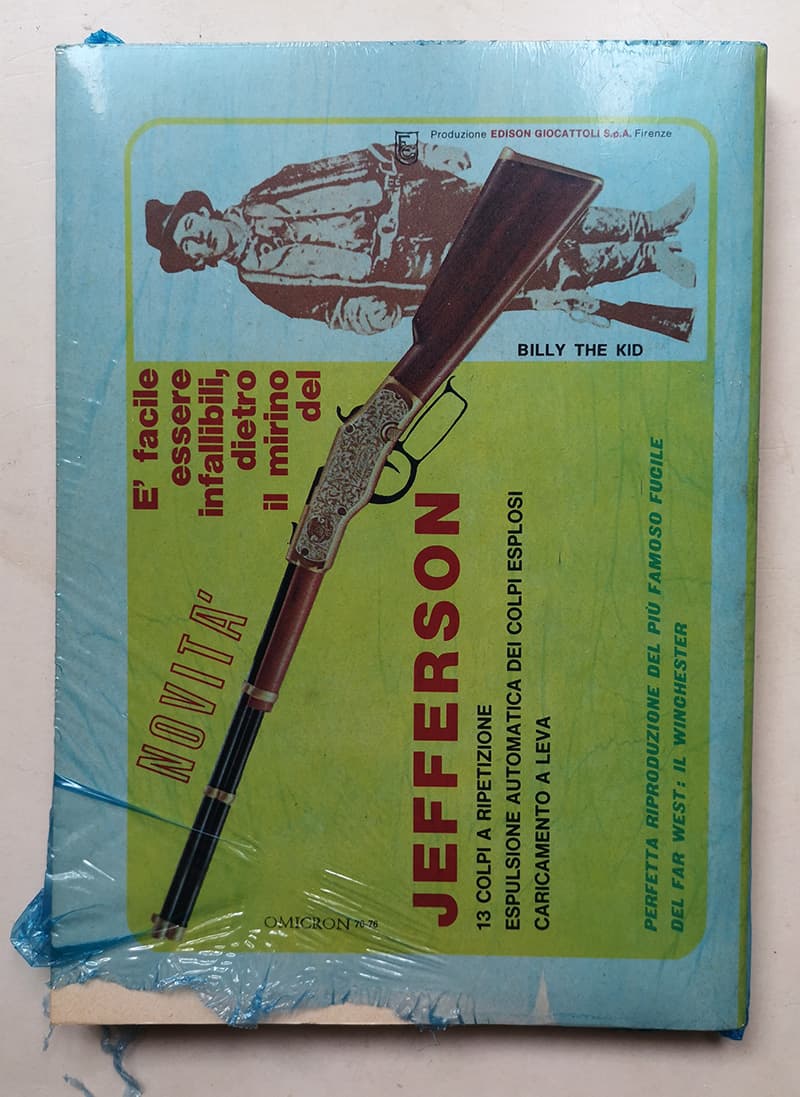 Produzione EDISON GIOCATTOLI S.p.A. Firenze
BILLY THE KID
E' facile
essere
infallibili,
dietro
il mirino
del
NOVITA'
JEFFERSON
13 COLPI A RIPETIZIONE
ESPULSIONE AUTOMATICA DEI COLPI ESPLOSI
CARICAMENTO A LEVA
PERFETTA RIPRODUZIONE DEL PIÙ FAMOSO FUCILE
DEL FAR WEST: IL WINCHESTER
OMICRON 70-76